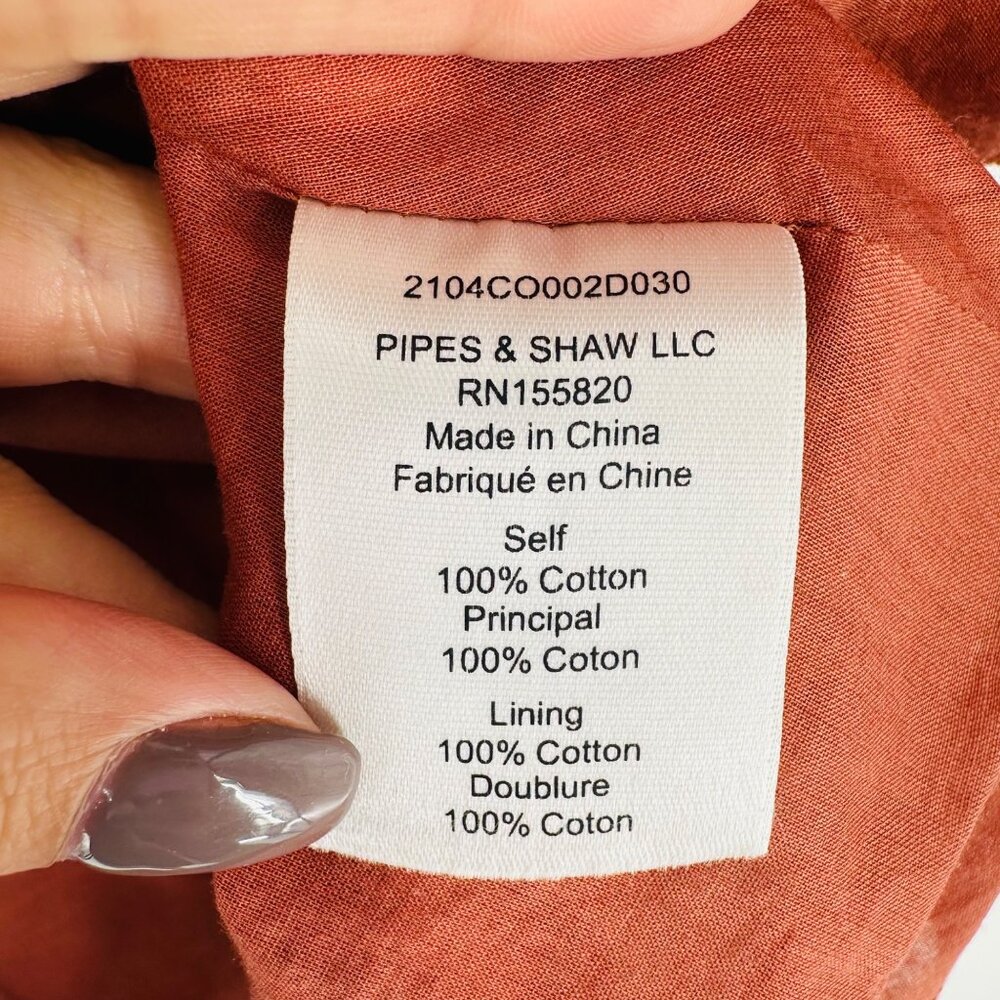 2104CO002D030
PIPES & SHAW LLC
RN155820
Made in China
Fabriqué en Chine
Self
100% Cotton
Principal
100% Coton
Lining
100% Cotton
Doublure
100% Coton